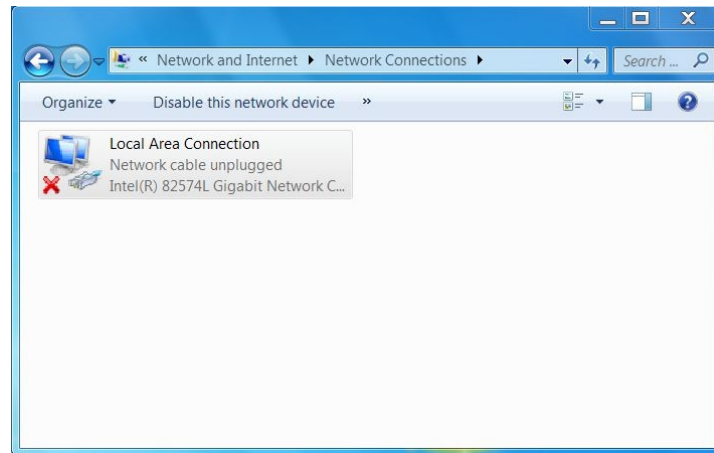 « Network and Internet ▸ Network Connections ▸ Search ...
Organize ▾ Disable this network device »
Local Area Connection
Network cable unplugged
Intel(R) 82574L Gigabit Network C...